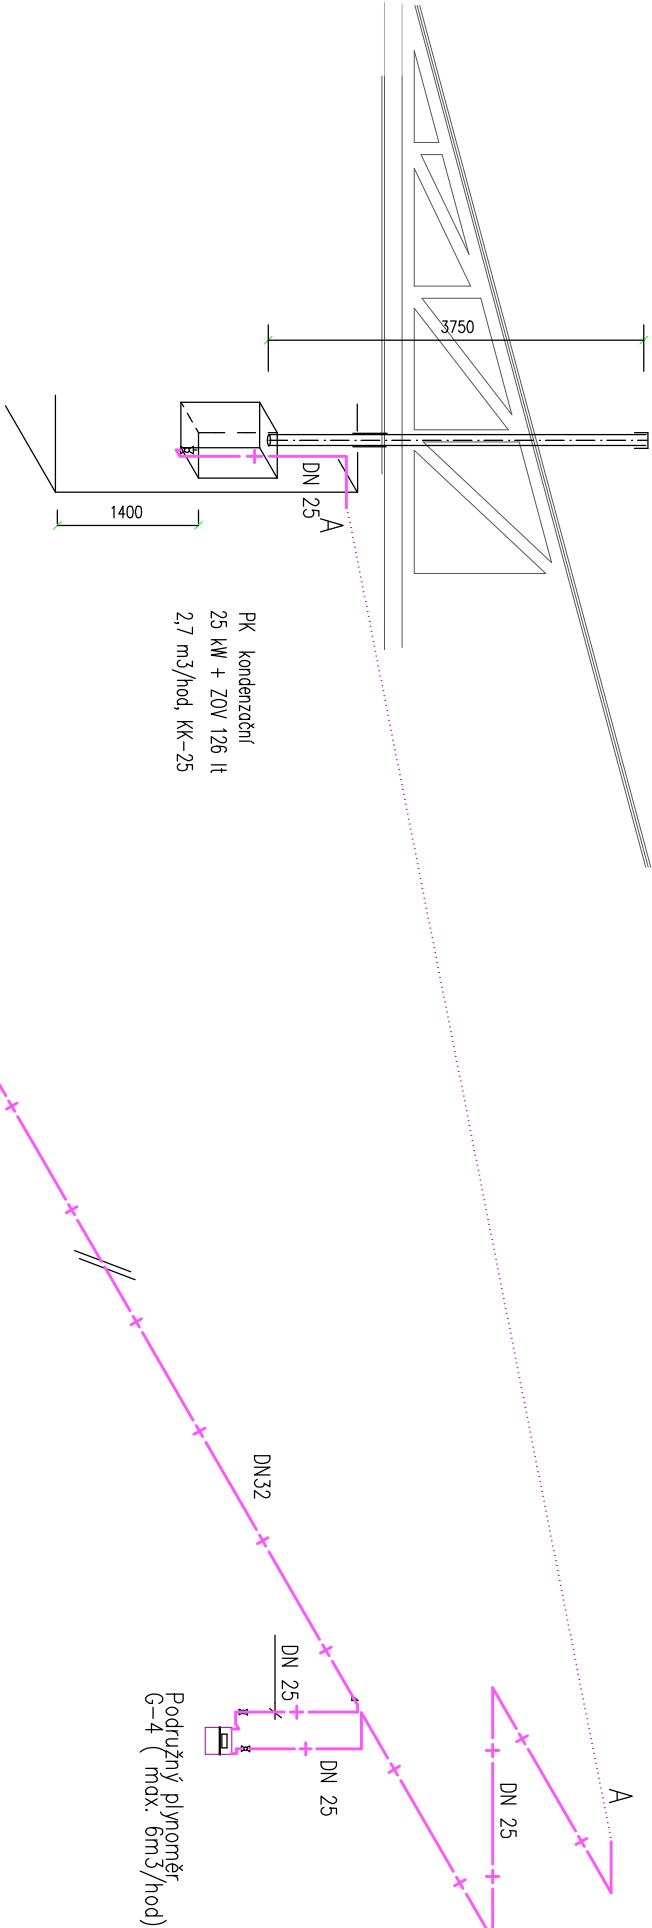 3750
DN 25
A
1400
PK kondenzační
25 kW + ZOV 126 lt
2,7 m3/hod, KK-25
DN32
DN 25
DN 25
Podružný plynoměr
G-4 ( max. 6m3/hod)
DN 25
A